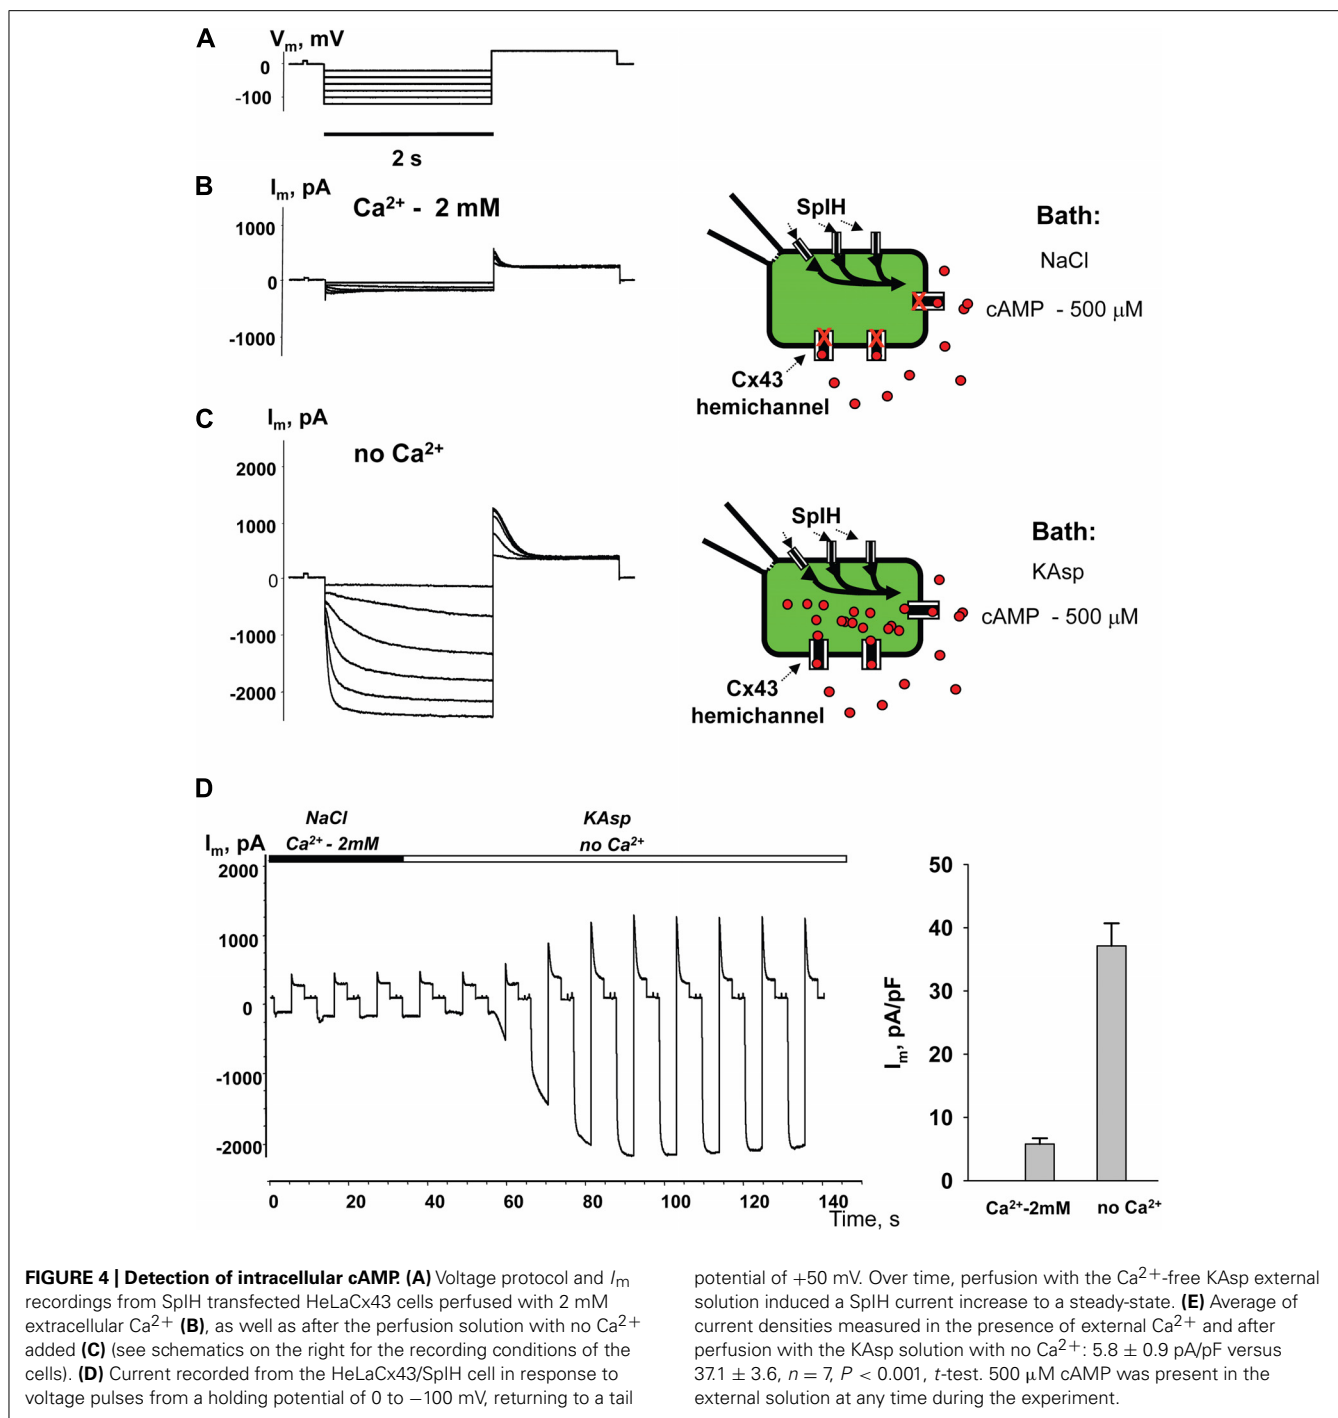 A
Vm, mV
0
-100
2 s
B
Im, pA
Ca2+ - 2 mM
1000
0
-1000
SpIH
Cx43
hemichannel
Bath:
NaCl
cAMP - 500 μM
C
Im, pA
no Ca2+
2000
1000
0
-1000
-2000
SpIH
Cx43
hemichannel
Bath:
KAsp
cAMP - 500 μM
D
NaCl
Ca2+ - 2mM
KAsp
no Ca2+
Im, pA
2000
1000
0
-1000
-2000
0 20 40 60 80 100 120 140
Time, s
Im, pA/pF
50
40
30
20
10
0
Ca2+-2mM no Ca2+
FIGURE 4 | Detection of intracellular cAMP. (A) Voltage protocol and Im
recordings from SpIH transfected HeLaCx43 cells perfused with 2 mM
extracellular Ca2+ (B), as well as after the perfusion solution with no Ca2+
added (C) (see schematics on the right for the recording conditions of the
cells). (D) Current recorded from the HeLaCx43/SpIH cell in response to
voltage pulses from a holding potential of 0 to −100 mV, returning to a tail
potential of +50 mV. Over time, perfusion with the Ca2+-free KAsp external
solution induced a SpIH current increase to a steady-state. (E) Average of
current densities measured in the presence of external Ca2+ and after
perfusion with the KAsp solution with no Ca2+: 5.8 ± 0.9 pA/pF versus
37.1 ± 3.6, n = 7, P < 0.001, t-test. 500 μM cAMP was present in the
external solution at any time during the experiment.